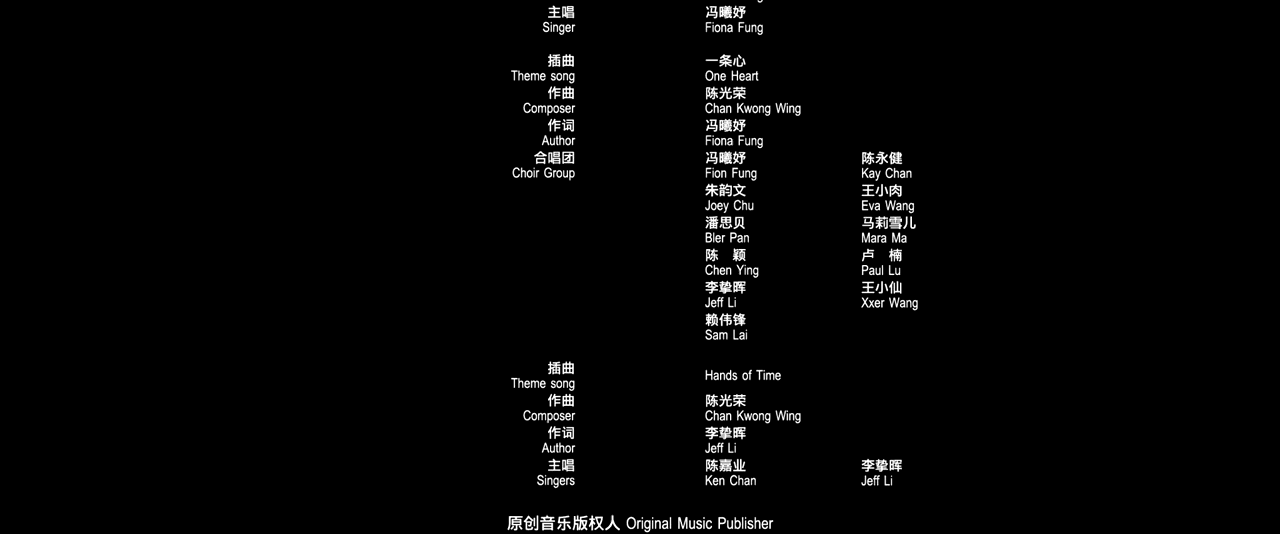 主唱 冯曦妤
Singer Fiona Fung
插曲 一条心
Theme song One Heart
作曲 陈光荣
Composer Chan Kwong Wing
作词 冯曦妤
Author Fiona Fung
合唱团 冯曦妤 陈永健
Choir Group Fion Fung Kay Chan
朱韵文 王小肉
Joey Chu Eva Wang
潘思贝 马莉雪儿
Bler Pan Mara Ma
陈 颖 卢 楠
Chen Ying Paul Lu
李挚晖 王小仙
Jeff Li Xxer Wang
赖伟锋
Sam Lai
插曲
Theme song Hands of Time
作曲 陈光荣
Composer Chan Kwong Wing
作词 李挚晖
Author Jeff Li
主唱 陈嘉业 李挚晖
Singers Ken Chan Jeff Li
原创音乐版权人 Original Music Publisher